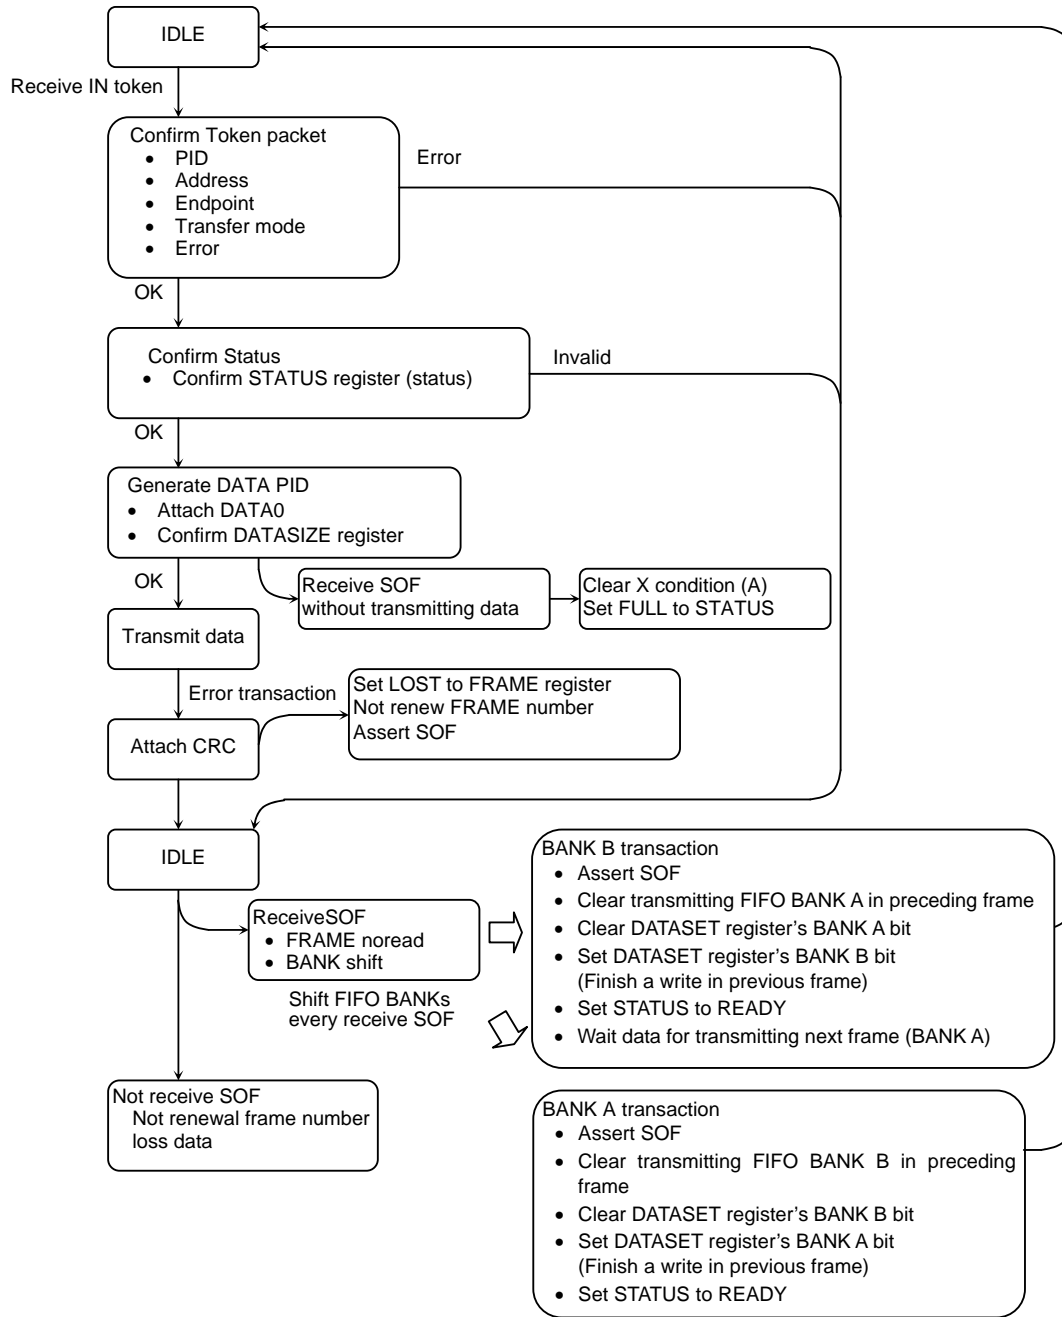 IDLE
Receive IN token
Confirm Token packet
• PID
• Address
• Endpoint
• Transfer mode
• Error
Error
OK
Confirm Status
• Confirm STATUS register (status)
Invalid
OK
Generate DATA PID
• Attach DATA0
• Confirm DATASIZE register
OK
Receive SOF
without transmitting data
Clear X condition (A)
Set FULL to STATUS
Transmit data
Error transaction
Set LOST to FRAME register
Not renew FRAME number
Assert SOF
Attach CRC
IDLE
ReceiveSOF
• FRAME noread
• BANK shift
Shift FIFO BANKs
every receive SOF
BANK B transaction
• Assert SOF
• Clear transmitting FIFO BANK A in preceding frame
• Clear DATASET register's BANK A bit
• Set DATASET register's BANK B bit
(Finish a write in previous frame)
• Set STATUS to READY
• Wait data for transmitting next frame (BANK A)
Not receive SOF
Not renewal frame number
loss data
BANK A transaction
• Assert SOF
• Clear transmitting FIFO BANK B in preceding
frame
• Clear DATASET register's BANK B bit
• Set DATASET register's BANK A bit
(Finish a write in previous frame)
• Set STATUS to READY